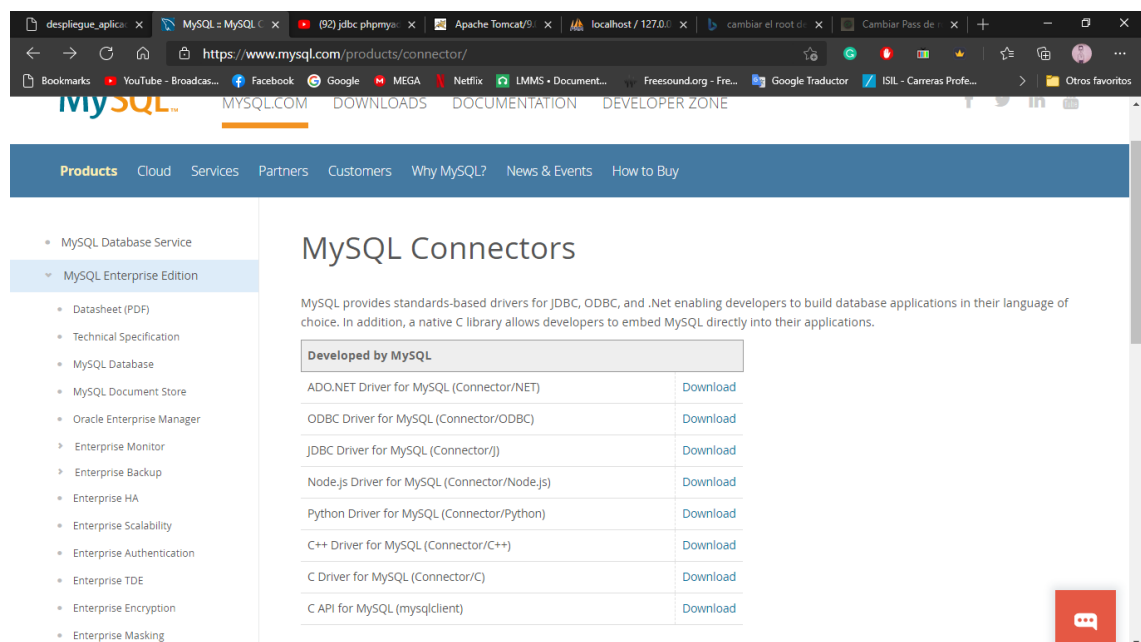 despliegue_aplicac
MySQL :: MySQL C
(92) jdbc phpmyac
Apache Tomcat/9.
localhost / 127.0.0
cambiar el root de
Cambiar Pass de
https://www.mysql.com/products/connector/
Bookmarks
YouTube - Broadcas...
Facebook
Google
MEGA
Netflix
LMMS • Document...
Freesound.org - Fre...
Google Traductor
ISIL - Carreras Profe...
Otros favoritos
MySQL
MYSQL.COM
DOWNLOADS
DOCUMENTATION
DEVELOPER ZONE
Products
Cloud
Services
Partners
Customers
Why MySQL?
News & Events
How to Buy
MySQL Database Service
MySQL Enterprise Edition
Datasheet (PDF)
Technical Specification
MySQL Database
MySQL Document Store
Oracle Enterprise Manager
Enterprise Monitor
Enterprise Backup
Enterprise HA
Enterprise Scalability
Enterprise Authentication
Enterprise TDE
Enterprise Encryption
Enterprise Masking
MySQL Connectors
MySQL provides standards-based drivers for JDBC, ODBC, and .Net enabling developers to build database applications in their language of
choice. In addition, a native C library allows developers to embed MySQL directly into their applications.
Developed by MySQL
ADO.NET Driver for MySQL (Connector/NET) Download
ODBC Driver for MySQL (Connector/ODBC) Download
JDBC Driver for MySQL (Connector/J) Download
Node.js Driver for MySQL (Connector/Node.js) Download
Python Driver for MySQL (Connector/Python) Download
C++ Driver for MySQL (Connector/C++) Download
C Driver for MySQL (Connector/C) Download
C API for MySQL (mysqlclient) Download